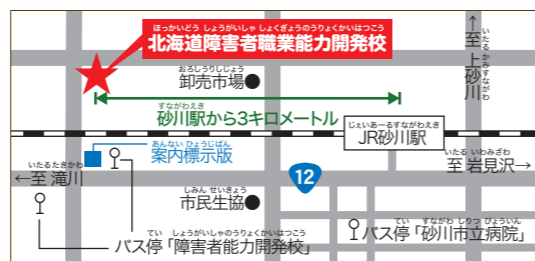 ほっかいどう しょうがいしゃ しょくぎょうのうりょくかいはつこう
北海道障害者職業能力開発校
←至 上砂川
いたる かみすながわ
おろしうりしじょう
卸売市場●
すながわえき
砂川駅から3キロメートル
じぇいあーるすながわえき
JR砂川駅
あんない ひょうじばん
案内標示版
いたるたきかわ
←至 滝川
いたる いわみざわ
至 岩見沢→
12
しみん せいきょう
市民生協●
てい しょうがいしゃのうりょくかいはつこう
バス停「障害者能力開発校」
てい すながわ しりつ びょういん
バス停「砂川市立病院」